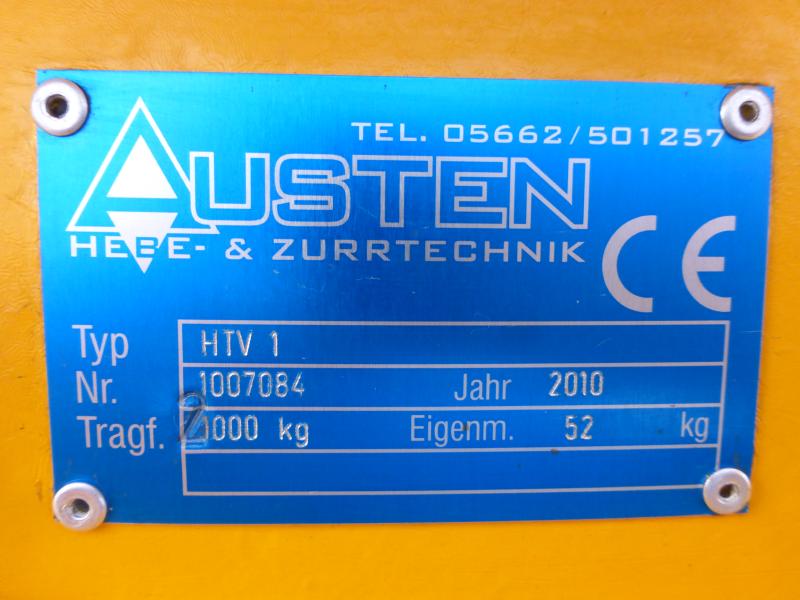 TEL. 05662/501257
AUSTEN
HEBE- & ZURRTECHNIK
CE
Typ HTV 1
Nr. 1007084 Jahr 2010
Tragf. 2000 kg Eigenm. 52 kg